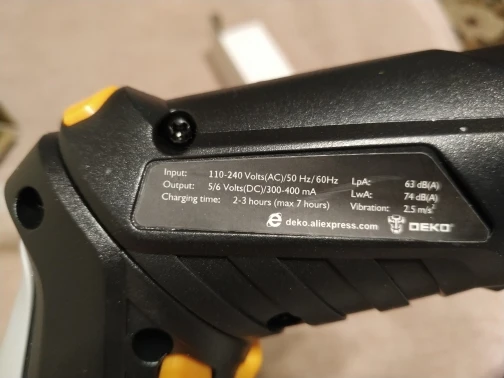 Input: 110-240 Volts(AC)/50 Hz/60Hz LpA: 63 dB(A)
Output: 5/6 Volts(DC)/300-400 mA LwA: 74 dB(A)
Charging time: 2-3 hours (max 7 hours) Vibration: 2.5 m/s²
deko.aliexpress.com DEKO®